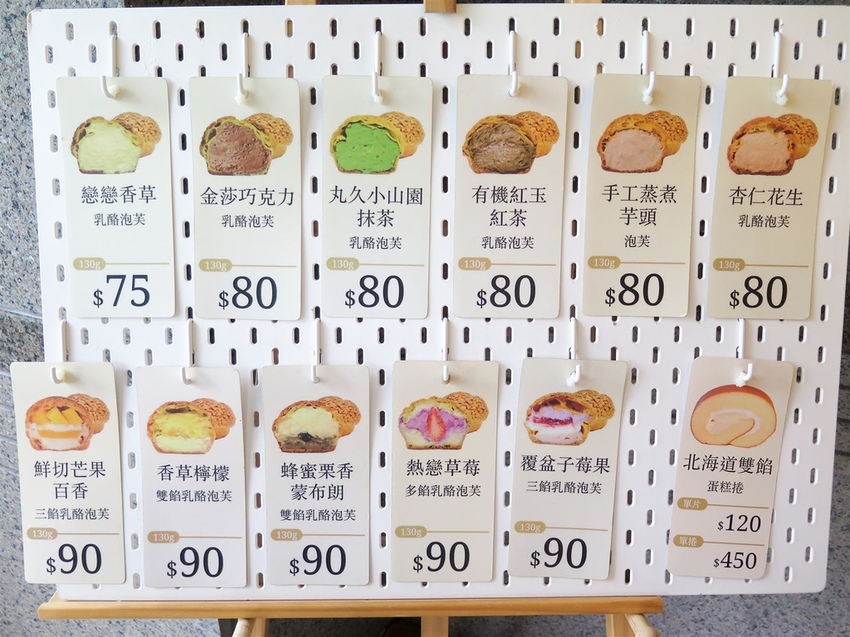 戀戀香草
乳酪泡芙
130g
$75
金莎巧克力
乳酪泡芙
130g
$80
丸久小山園
抹茶
乳酪泡芙
130g
$80
有機紅玉
紅茶
乳酪泡芙
130g
$80
手工蒸煮
芋頭
泡芙
130g
$80
杏仁花生
乳酪泡芙
130g
$80
鮮切芒果
百香
三餡乳酪泡芙
130g
$90
香草檸檬
雙餡乳酪泡芙
130g
$90
蜂蜜栗香
蒙布朗
雙餡乳酪泡芙
130g
$90
熱戀草莓
多餡乳酪泡芙
130g
$90
覆盆子莓果
三餡乳酪泡芙
130g
$90
北海道雙餡
蛋糕捲
單片
$120
單捲
$450